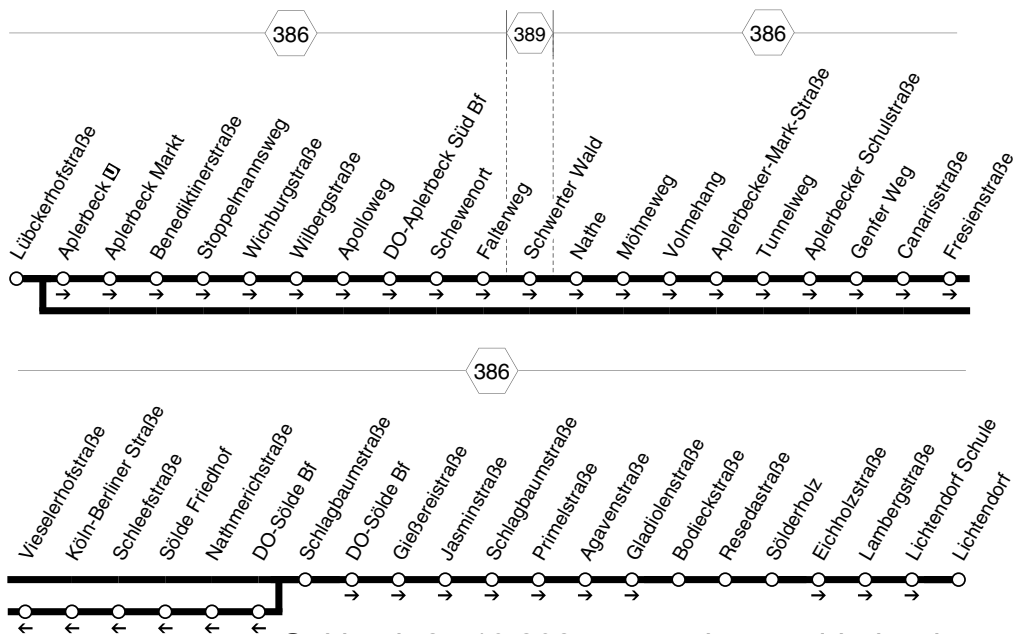 386 389 386
Lübckerhofstraße
Aplerbeck U
Aplerbeck Markt
Benediktinerstraße
Stoppelmannsweg
Wichburgstraße
Wilbergstraße
Apolloweg
DO-Aplerbeck Süd Bf
Schewenort
Faltenweg
Schwerter Wald
Nathe
Möhneweg
Volmehang
Aplerbecker-Mark-Straße
Tunnelweg
Aplerbecker Schulstraße
Genfer Weg
Canarisstraße
Fresienstraße
386
Vieselerhofstraße
Köln-Berliner Straße
Schleefstraße
Sölde Friedhof
Nathmerichstraße
DO-Sölde Bf
Schlagbaumstraße
DO-Sölde Bf
Gießereistraße
Jasminstraße
Schlagbaumstraße
Primelstraße
Agavenstraße
Gladiolenstraße
Bodieckstraße
Resedastraße
Sölderholz
Eichholzstraße
Lambergstraße
Lichtendorf Schule
Lichtendorf